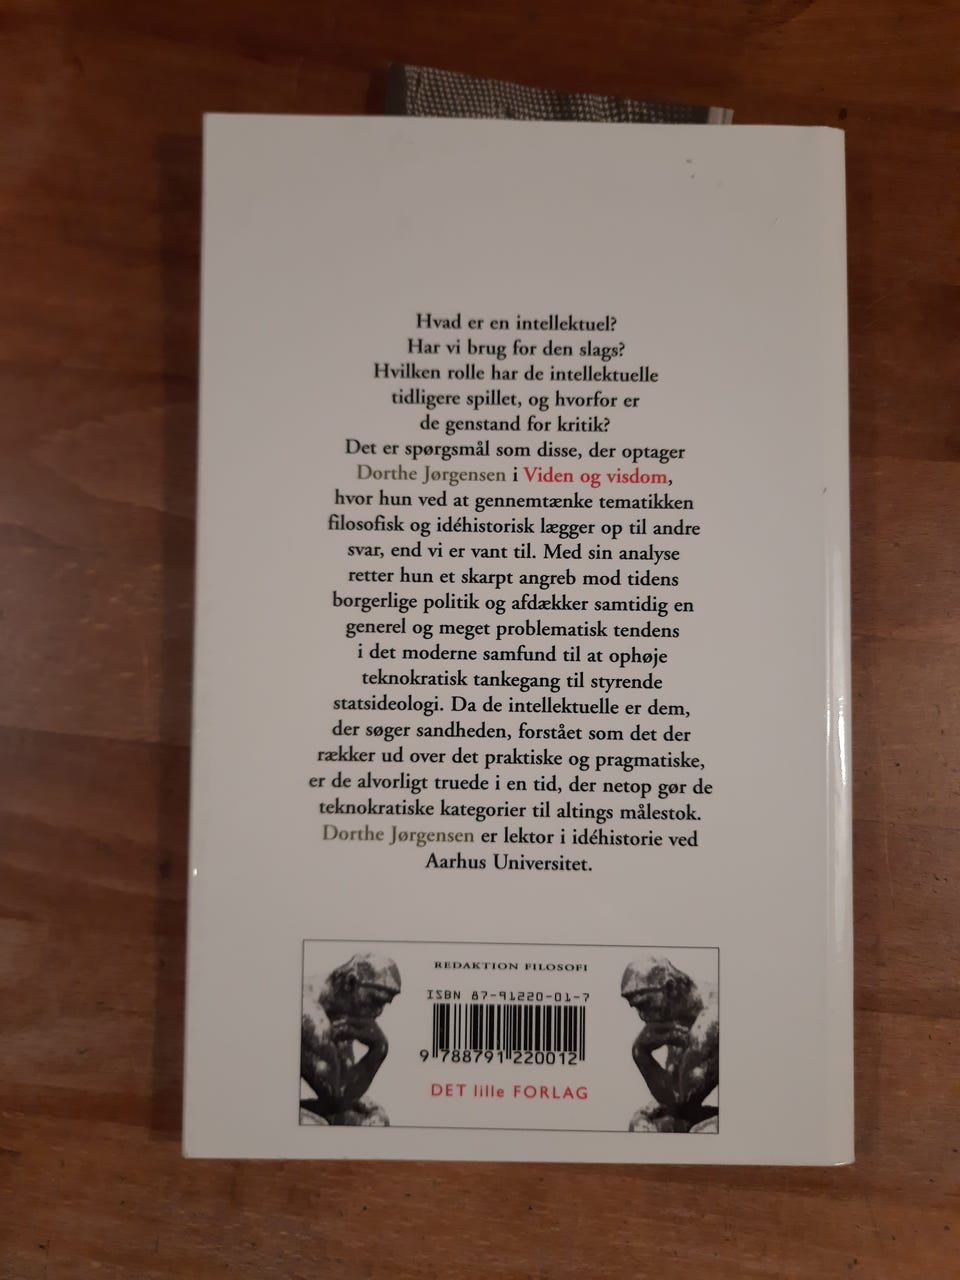 Hvad er en intellektuel?
Har vi brug for den slags?
Hvilken rolle har de intellektuelle
tidligere spillet, og hvorfor er
de genstand for kritik?
Det er spørgsmål som disse, der optager
Dorthe Jørgensen i Viden og visdom,
hvor hun ved at gennemtænke tematikken
filosofisk og idéhistorisk lægger op til andre
svar, end vi er vant til. Med sin analyse
retter hun et skarpt angreb mod tidens
borgerlige politik og afdækker samtidig en
generel og meget problematisk tendens
i det moderne samfund til at ophøje
teknokratisk tankegang til styrende
statsideologi. Da de intellektuelle er dem,
der søger sandheden, forstået som det der
rækker ud over det praktiske og pragmatiske,
er de alvorligt truede i en tid, der netop gør de
teknokratiske kategorier til altings målestok.
Dorthe Jørgensen er lektor i idéhistorie ved
Aarhus Universitet.
REDAKTION FILOSOFI
ISBN 87-91220-01-7
9 788791 220012
DET lille FORLAG